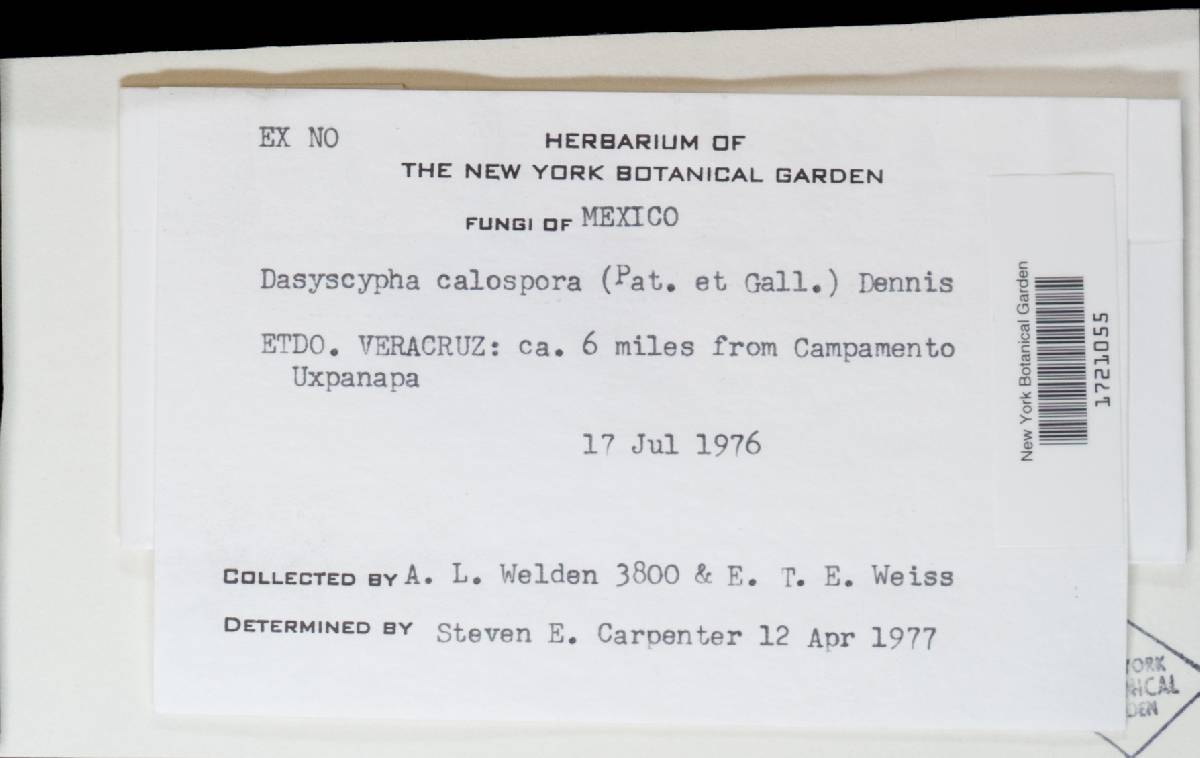 EX NO
HERBARIUM OF
THE NEW YORK BOTANICAL GARDEN
FUNGI OF MEXICO
Dasyscypha calospora (Pat. et Gall.) Dennis
ETDO. VERACRUZ: ca. 6 miles from Campamento
Uxpanapa
17 Jul 1976
COLLECTED BY A. L. Welden 3800 & E. T. E. Weiss
DETERMINED BY Steven E. Carpenter 12 Apr 1977
New York Botanical Garden
1721055